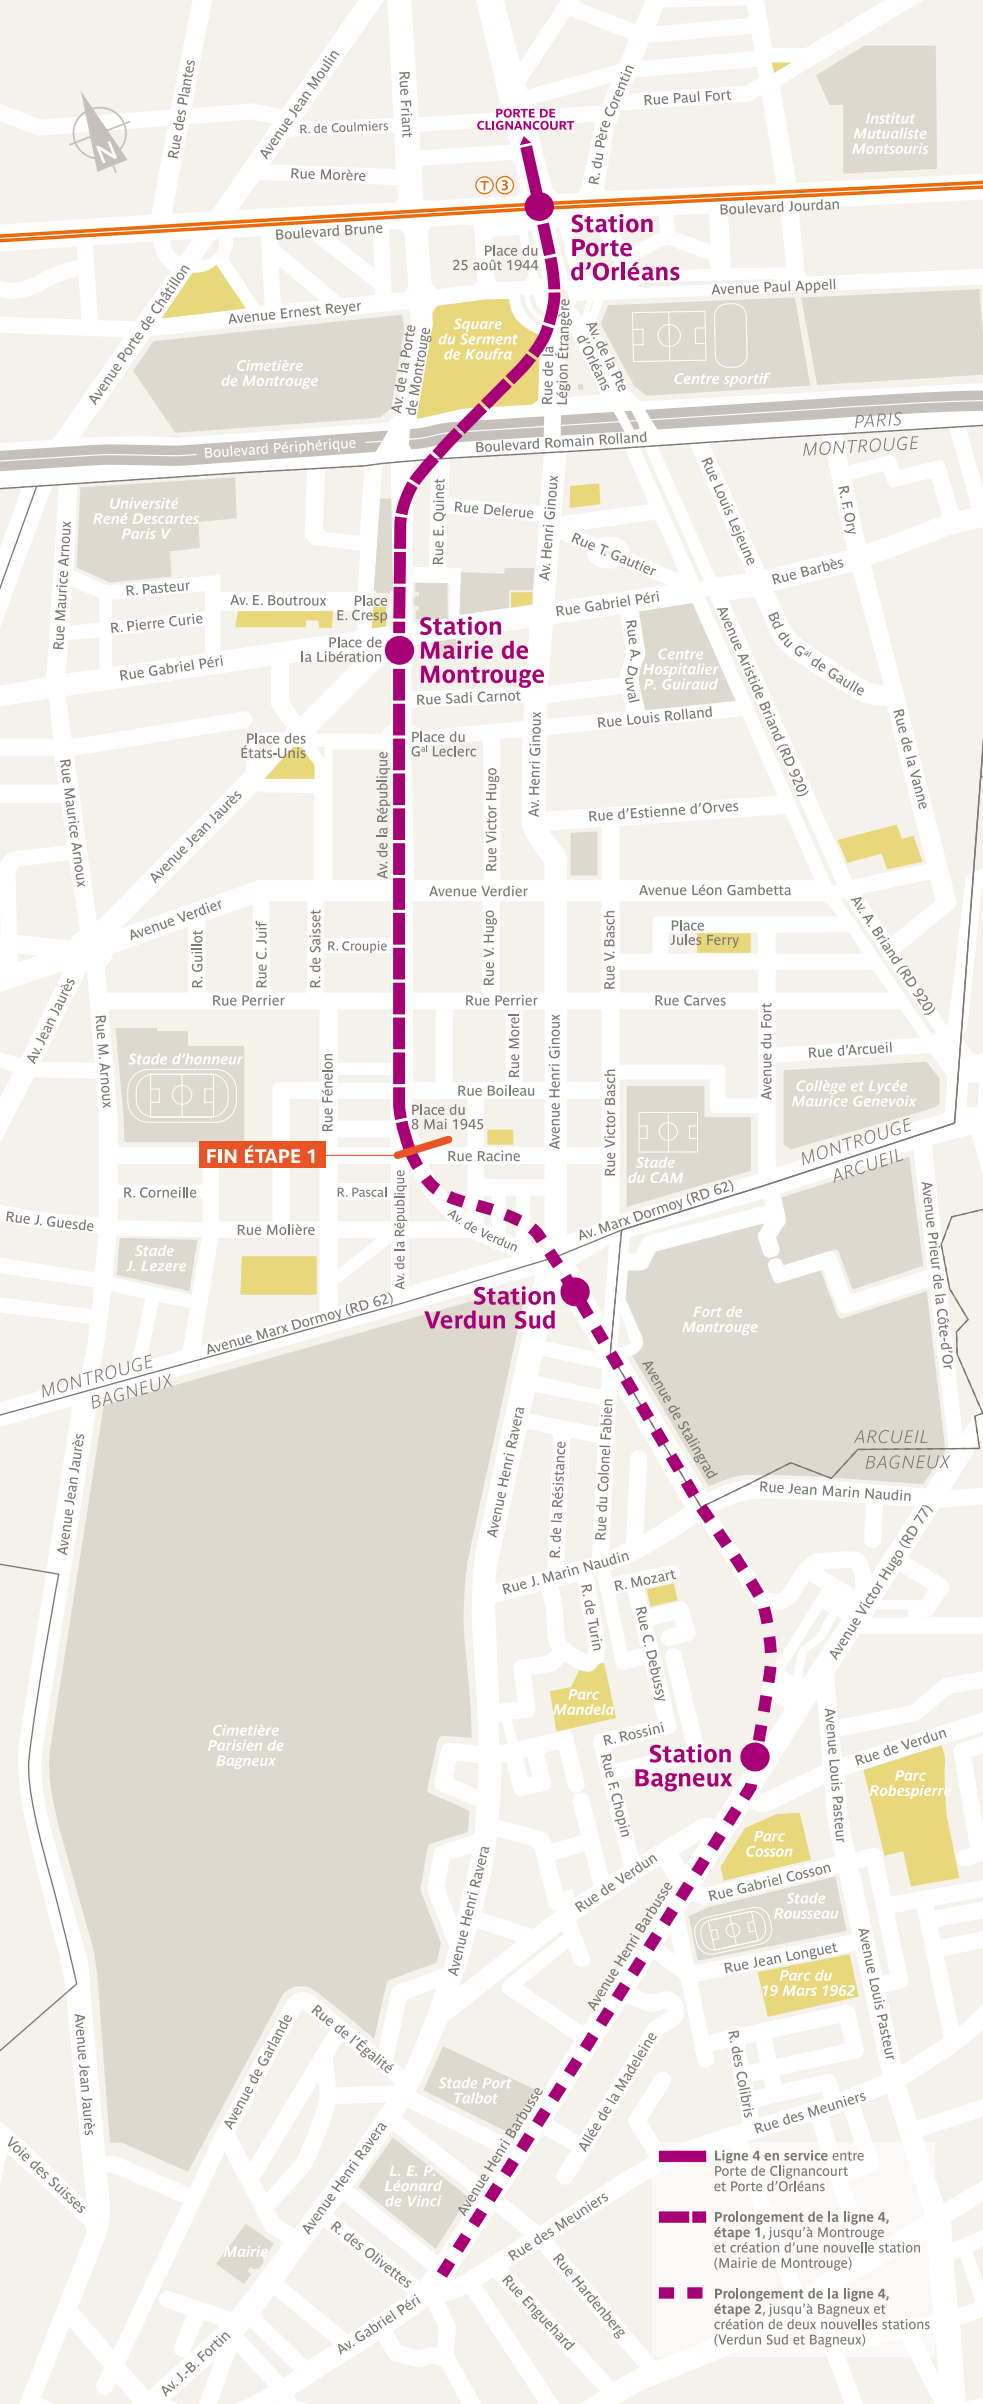 Rue des Plantes
Avenue Jean Moulin
Rue Friant
R. de Coulmiers
Rue Morère
PORTE DE
CLIGNANCOURT
R. du Père Corentin
Rue Paul Fort
Institut
Mutualiste
Montsouris
T 3
Boulevard Brune
Boulevard Jourdan
Station
Porte
d'Orléans
Place du
25 août 1944
Avenue Porte de Châtillon
Avenue Ernest Reyer
Avenue Paul Appell
Square
du Serment
de Koufra
Cimetière
de Montrouge
Av. de la Porte
de Montrouge
Rue de la
Légion Étrangère
Av. de la Pte
d'Orléans
Centre sportif
Boulevard Périphérique
Boulevard Romain Rolland
PARIS
MONTROUGE
Université
René Descartes
Paris V
Rue Maurice Arnoux
Rue E. Quinet
Rue Delerue
Av. Henri Ginoux
Rue T. Gautier
Rue Louis Lejeune
R. F. Ory
Rue Barbès
R. Pasteur
Av. E. Boutroux
Place
E. Cresp
R. Pierre Curie
Rue Gabriel Péri
Rue Gabriel Péri
Place de
la Libération
Station
Mairie de
Montrouge
Rue A. Duval
Centre
Hospitalier
P. Guiraud
Avenue Aristide Briand (RD 920)
Bd du Gal de Gaulle
Rue Sadi Carnot
Rue Louis Rolland
Rue de la Vanne
Place des
États-Unis
Place du
Gal Leclerc
Rue Maurice Arnoux
Avenue Jean Jaurès
Av. de la République
Rue Victor Hugo
Av. Henri Ginoux
Rue d'Estienne d'Orves
Avenue Verdier
Avenue Verdier
Avenue Léon Gambetta
Av. A. Briand (RD 920)
R. Guillot
Rue C. Juif
R. de Saisset
R. Croupie
Rue V. Hugo
Rue V. Basch
Place
Jules Ferry
Rue Perrier
Rue Perrier
Rue Carves
Av. Jean Jaurès
Rue M. Arnoux
Stade d'honneur
Rue Fénelon
Rue Morel
Avenue Henri Ginoux
Rue Boileau
Rue Victor Basch
Avenue du Fort
Rue d'Arcueil
Collège et Lycée
Maurice Genevoix
Place du
8 Mai 1945
FIN ÉTAPE 1
Rue Racine
Stade
du CAM
MONTROUGE
ARCUEIL
R. Corneille
R. Pascal
Av. de la République
Rue J. Guesde
Rue Molière
Av. de Verdun
Av. Marx Dormoy (RD 62)
Avenue Prieur de la Côte-d'Or
Stade
J. Lezere
Station
Verdun Sud
Avenue Marx Dormoy (RD 62)
Fort de
Montrouge
MONTROUGE
BAGNEUX
Avenue de Stalingrad
Avenue Jean Jaurès
Avenue Henri Ravera
R. de la Résistance
Rue du Colonel Fabien
ARCUEIL
BAGNEUX
Rue Jean Marin Naudin
Avenue Victor Hugo (RD 77)
Rue J. Marin Naudin
R. Mozart
R. de Turin
Rue C. Debussy
Parc
Mandela
Cimetière
Parisien de
Bagneux
R. Rossini
Station
Bagneux
Avenue Louis Pasteur
Rue de Verdun
Parc
Robespierre
Rue F. Chopin
Parc
Cosson
Avenue Henri Ravera
Rue de Verdun
Rue Gabriel Cosson
Stade
Rousseau
Avenue Henri Barbusse
Rue Jean Longuet
Parc du
19 Mars 1962
Avenue Louis Pasteur
Avenue Jean Jaurès
Avenue de Garlande
Rue de l'Égalité
Stade Port
Talbot
Allée de la Madeleine
R. des Colibris
Rue des Meuniers
Voie des Suisses
Avenue Henri Ravera
L. E. P.
Léonard
de Vinci
Avenue Henri Barbusse
Mairie
R. des Olivettes
Rue des Meuniers
Rue Hardenberg
Rue Enguehard
Av. Gabriel Péri
Av. J.-B. Fortin
Ligne 4 en service entre
Porte de Clignancourt
et Porte d'Orléans
Prolongement de la ligne 4,
étape 1, jusqu'à Montrouge
et création d'une nouvelle station
(Mairie de Montrouge)
Prolongement de la ligne 4,
étape 2, jusqu'à Bagneux et
création de deux nouvelles stations
(Verdun Sud et Bagneux)
N